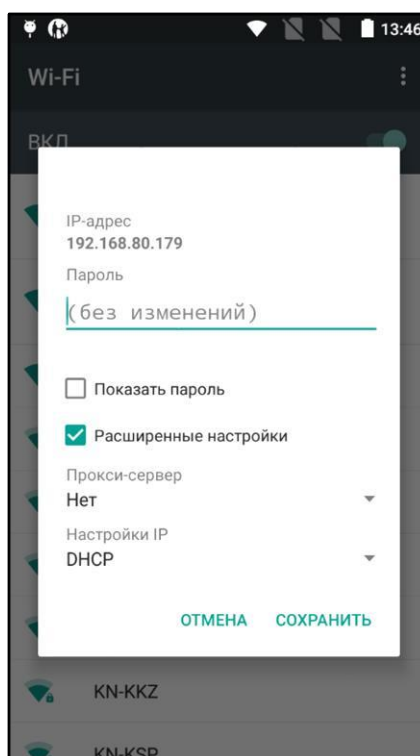 13:46
Wi-Fi
ВКЛ
IP-адрес
192.168.80.179
Пароль
(без изменений)
Показать пароль
Расширенные настройки
Прокси-сервер
Нет
Настройки IP
DHCP
ОТМЕНА СОХРАНИТЬ
KN-KKZ
KN-KSP